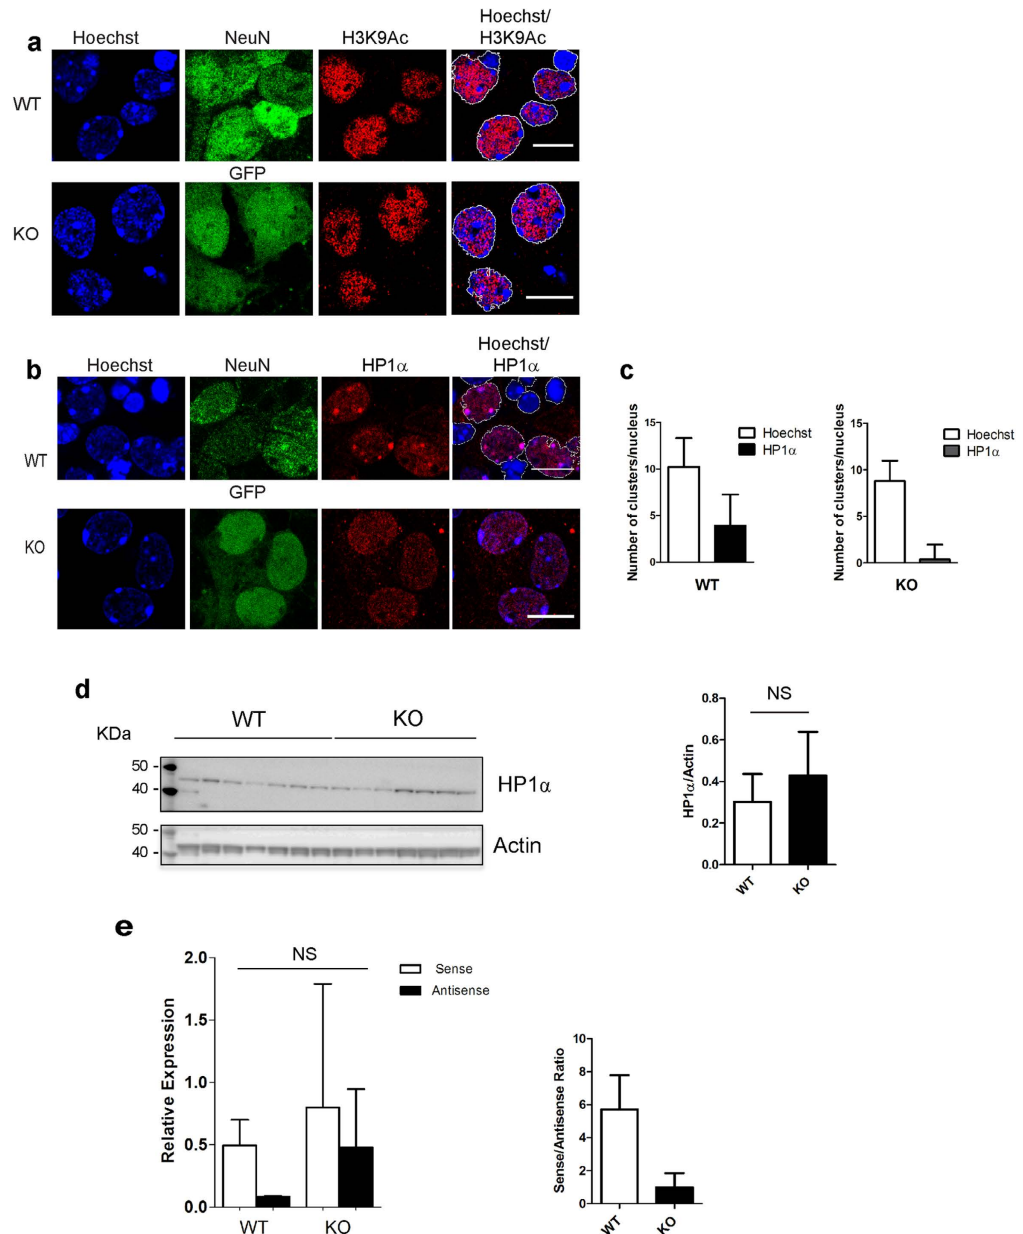 a
Hoechst NeuN H3K9Ac Hoechst/
H3K9Ac
WT
GFP
KO
b
Hoechst NeuN HP1α Hoechst/
HP1α
WT
GFP
KO
c
Number of clusters/nucleus
15
10
5
0
Hoechst
HP1α
WT
Number of clusters/nucleus
15
10
5
0
Hoechst
HP1α
KO
d
KDa
WT KO
50 -
40 -
HP1α
50 -
40 -
Actin
NS
HP1α/Actin
0.8
0.6
0.4
0.2
0.0
WT KO
e
Relative Expression
2.0
1.5
1.0
0.5
0.0
NS
Sense
Antisense
WT KO
Sense/Antisense Ratio
10
8
6
4
2
0
WT KO